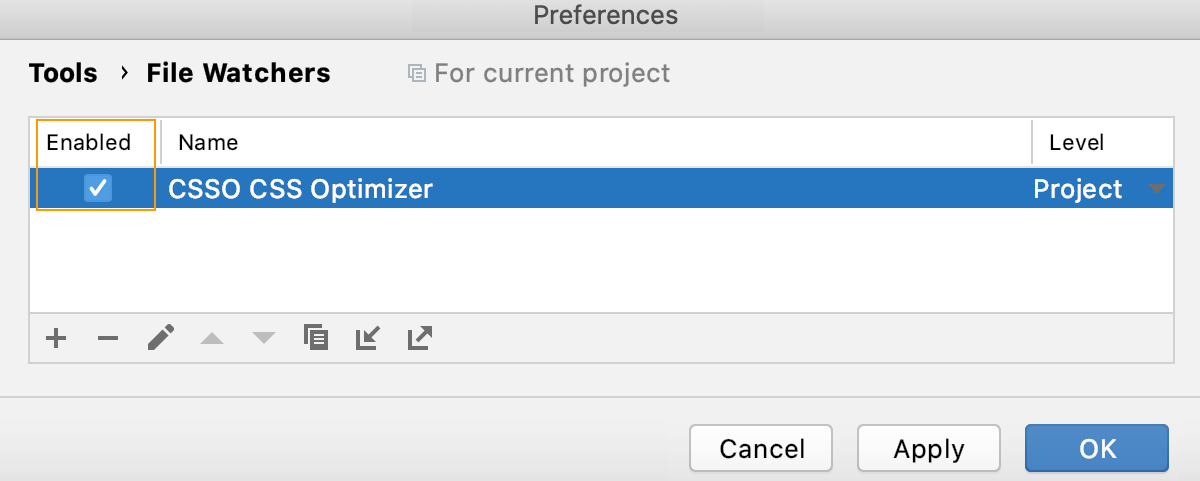 Preferences
Tools › File Watchers For current project
Enabled Name Level
CSSO CSS Optimizer Project
Cancel Apply OK